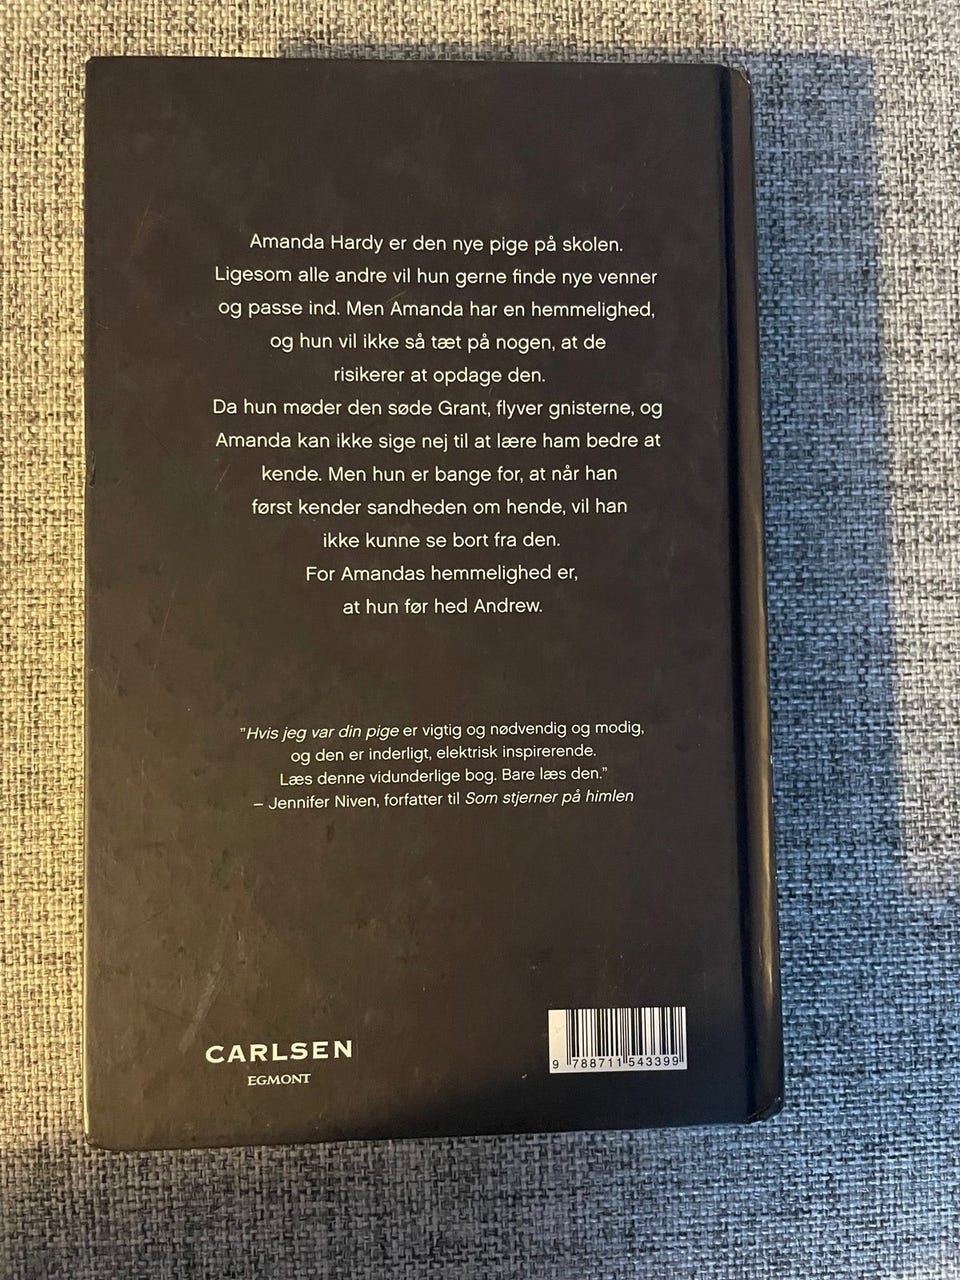 Amanda Hardy er den nye pige på skolen.
Ligesom alle andre vil hun gerne finde nye venner
og passe ind. Men Amanda har en hemmelighed,
og hun vil ikke så tæt på nogen, at de
risikerer at opdage den.
Da hun møder den søde Grant, flyver gnisterne, og
Amanda kan ikke sige nej til at lære ham bedre at
kende. Men hun er bange for, at når han
først kender sandheden om hende, vil han
ikke kunne se bort fra den.
For Amandas hemmelighed er,
at hun før hed Andrew.
"Hvis jeg var din pige er vigtig og nødvendig og modig,
og den er inderligt, elektrisk inspirerende.
Læs denne vidunderlige bog. Bare læs den."
– Jennifer Niven, forfatter til Som stjerner på himlen
CARLSEN
EGMONT
9 788711 543399